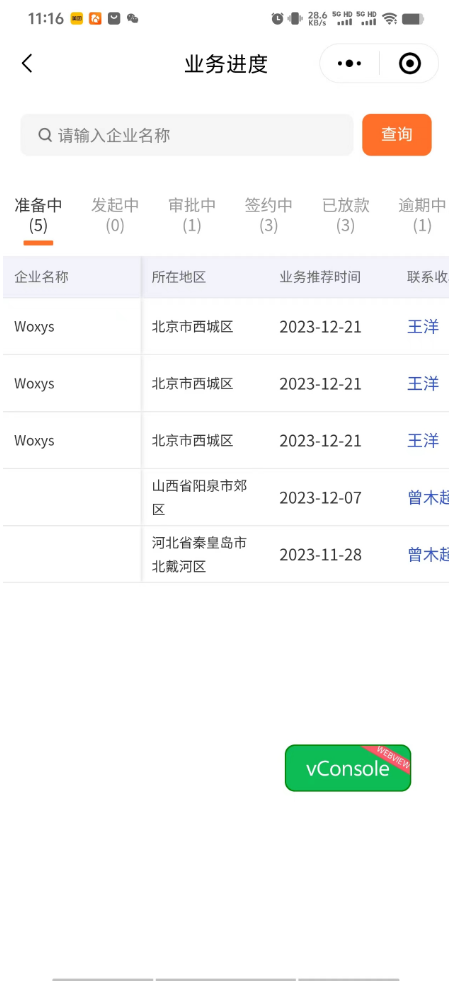 11:16 28.6 KB/s 5G HD 5G HD
业务进度
请输入企业名称 查询
准备中 发起中 审批中 签约中 已放款 逾期中
(5) (0) (1) (3) (3) (1)
企业名称 所在地区 业务推荐时间 联系收
Woxys 北京市西城区 2023-12-21 王洋
Woxys 北京市西城区 2023-12-21 王洋
Woxys 北京市西城区 2023-12-21 王洋
山西省阳泉市郊
区 2023-12-07 曾木超
河北省秦皇岛市
北戴河区 2023-11-28 曾木超
WEBVIEW
vConsole